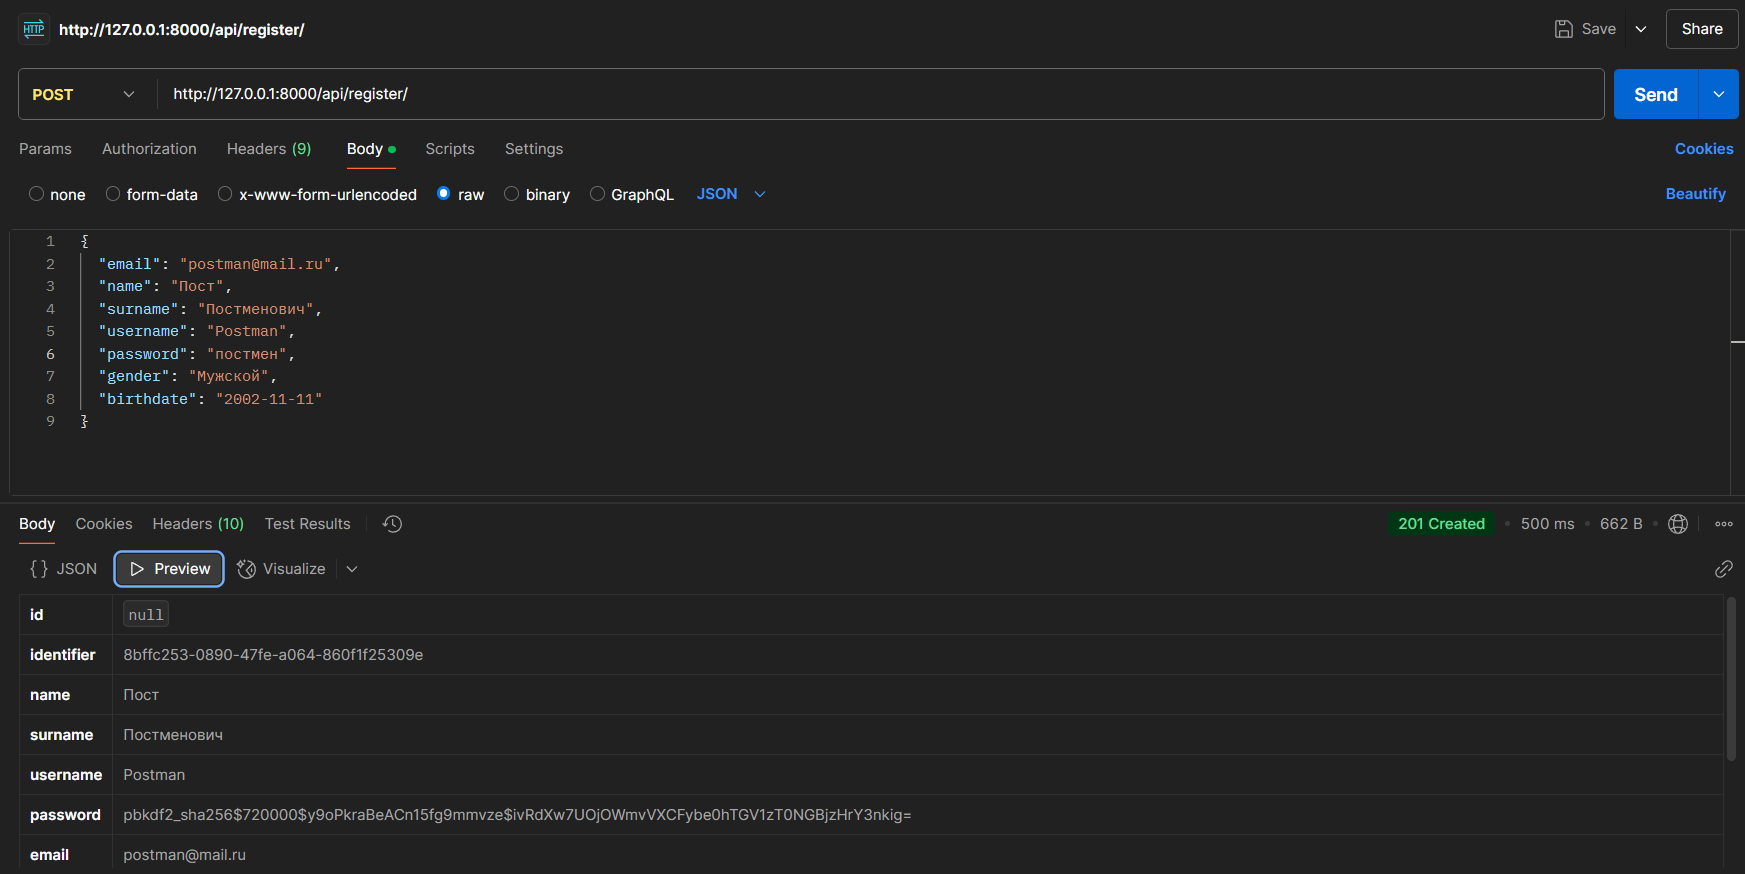 HTTP http://127.0.0.1:8000/api/register/ Save Share
POST http://127.0.0.1:8000/api/register/ Send
Params Authorization Headers (9) Body Scripts Settings Cookies
none form-data x-www-form-urlencoded raw binary GraphQL JSON Beautify
1 {
2 "email": "postman@mail.ru",
3 "name": "Пост",
4 "surname": "Постменович",
5 "username": "Postman",
6 "password": "постмен",
7 "gender": "Мужской",
8 "birthdate": "2002-11-11"
9 }
Body Cookies Headers (10) Test Results 201 Created • 500 ms • 662 B •
{} JSON Preview Visualize
id null
identifier 8bffc253-0890-47fe-a064-860f1f25309e
name Пост
surname Постменович
username Postman
password pbkdf2_sha256$720000$y9oPkraBeACn15fg9mmvze$ivRdXw7UOjOWmvVXCFybe0hTGV1zT0NGBjzHrY3nkig=
email postman@mail.ru